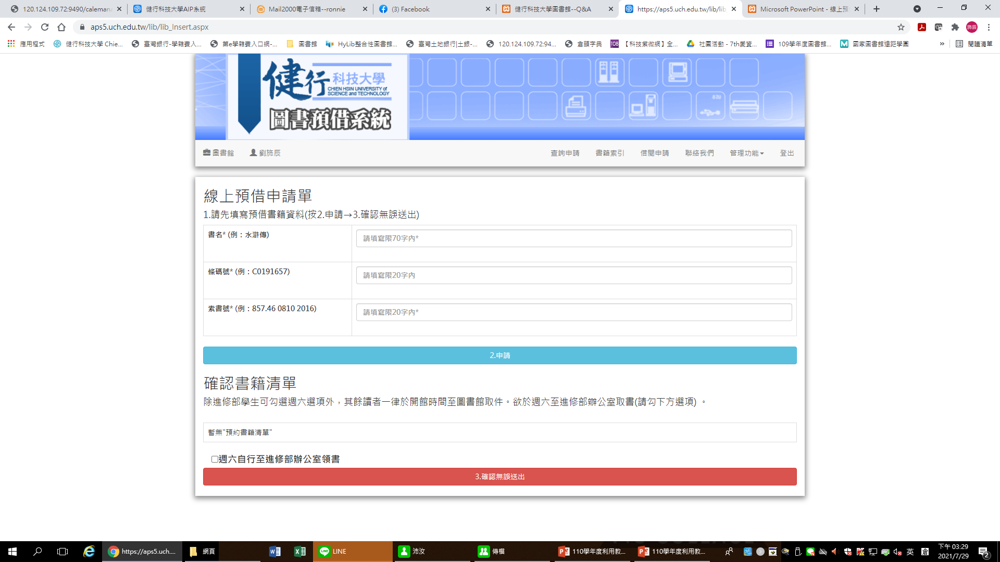 120.124.109.72:9490/calemana
健行科技大學AIP系統
Mail2000電子信箱--ronnie
(3) Facebook
健行科技大學圖書館--Q&A
https://aps5.uch.edu.tw/lib/lib
Microsoft PowerPoint - 線上預
aps5.uch.edu.tw/lib/lib_Insert.aspx
應用程式
健行科技大學 Chie...
臺灣銀行-學雜費入...
第e學雜費入口網-...
圖書館
HyLib整合性圖書館...
臺灣土地銀行|土銀-...
120.124.109.72:94...
倉頡字典
108
【科技紫微網】全...
社團活動 - 7th愛資...
109學年度圖書館...
國家圖書館遠距學園
»
閱讀清單
健行科技大學
CHIEN HSIN UNIVERSITY of
SCIENCE and TECHNOLOGY
圖書預借系統
圖書館
劉斾辰
查詢申請
書籍索引
借閱申請
聯絡我們
管理功能
登出
線上預借申請單
1.請先填寫預借書籍資料(按2.申請→3.確認無誤送出)
書名* (例：水滸傳)
請填寫限70字內*
條碼號* (例：C0191657)
請填寫限20字內
索書號* (例：857.46 0810 2016)
請填寫限20字內*
2.申請
確認書籍清單
除進修部學生可勾選週六選項外，其餘讀者一律於開館時間至圖書館取件。欲於週六至進修部辦公室取書(請勾下方選項) 。
暫無"預約書籍清單"
週六自行至進修部辦公室領書
3.確認無誤送出
https://aps5.uch....
網頁
LINE
沛汝
傳檔
110學年度利用教...
110學年度利用教...
英
倉
下午 03:29
2021/7/29
2